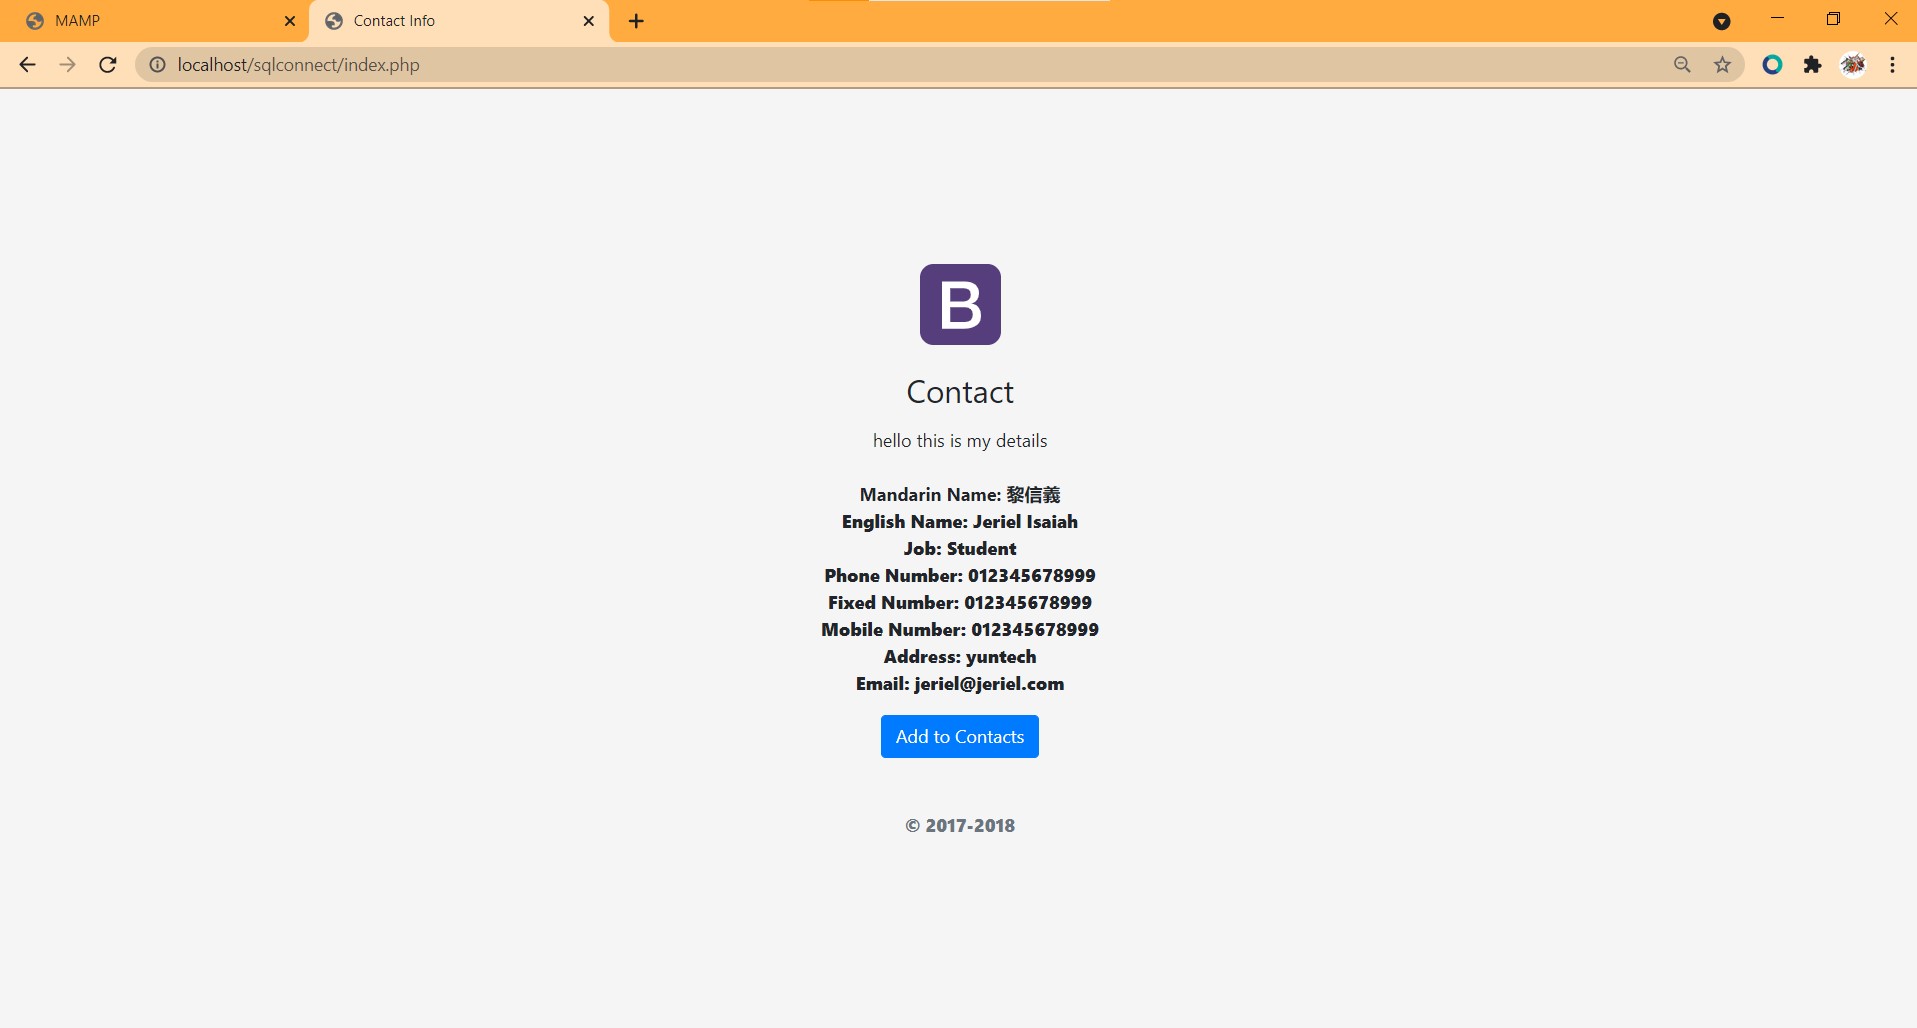 MAMP
Contact Info
localhost/sqlconnect/index.php
B
Contact
hello this is my details
Mandarin Name: 黎信義
English Name: Jeriel Isaiah
Job: Student
Phone Number: 012345678999
Fixed Number: 012345678999
Mobile Number: 012345678999
Address: yuntech
Email: jeriel@jeriel.com
Add to Contacts
© 2017-2018